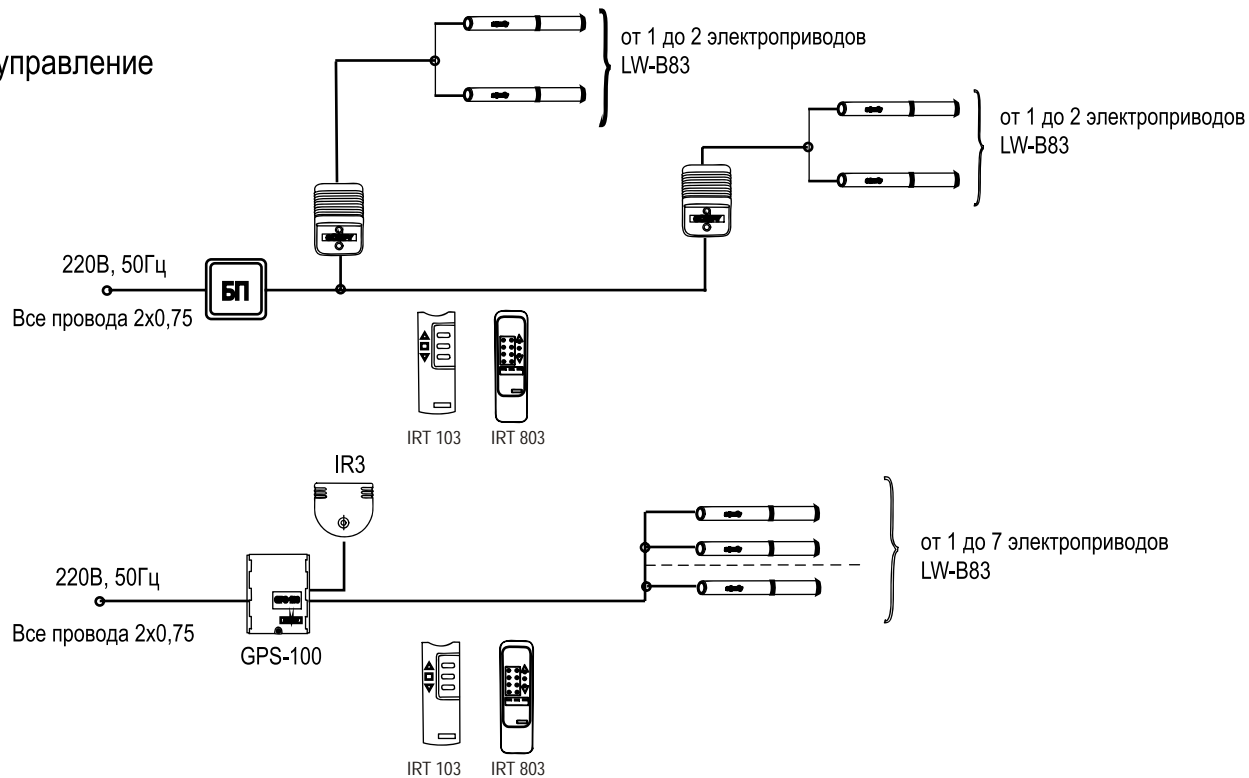 управление
от 1 до 2 электроприводов
LW-B83
от 1 до 2 электроприводов
LW-B83
220В, 50Гц
БП
Все провода 2х0,75
IRT 103
IRT 803
IR3
от 1 до 7 электроприводов
LW-B83
220В, 50Гц
Все провода 2х0,75
GPS-100
IRT 103
IRT 803